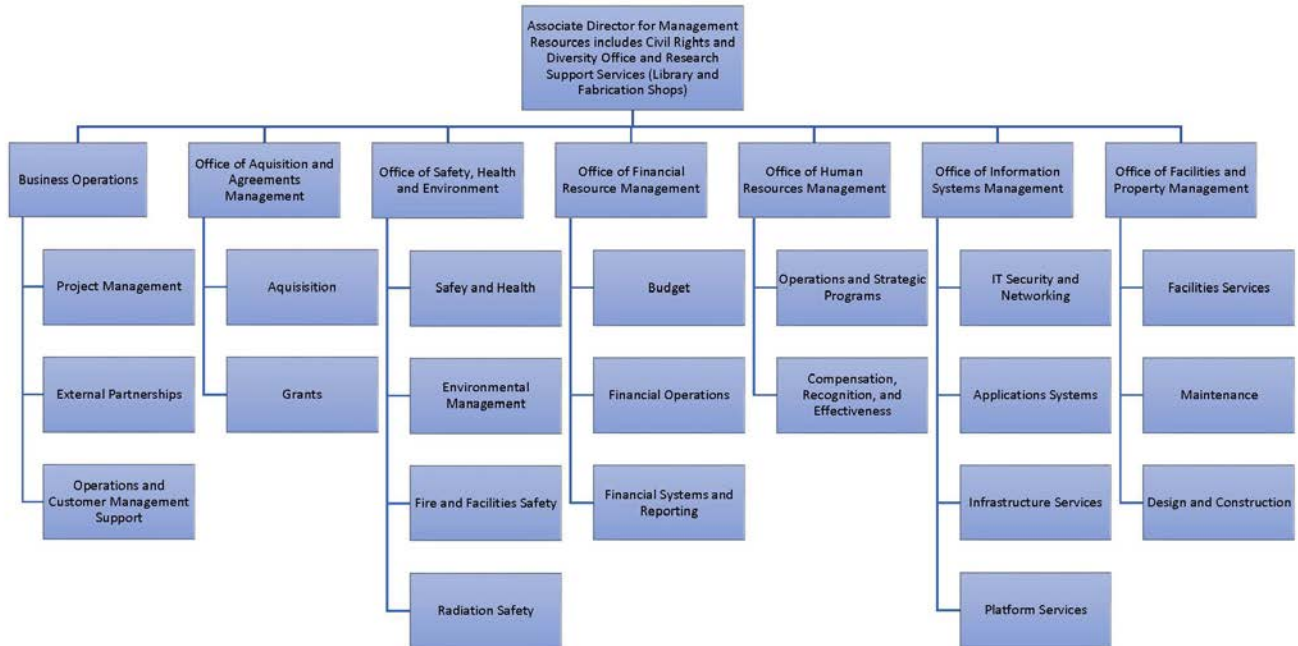 Associate Director for Management
Resources includes Civil Rights and
Diversity Office and Research
Support Services (Library and
Fabrication Shops)
Business Operations
Office of Aquisition and
Agreements
Management
Office of Safety, Health
and Environment
Office of Financial
Resource Management
Office of Human
Resources Management
Office of Information
Systems Management
Office of Facilities and
Property Management
Project Management
External Partnerships
Operations and
Customer Management
Support
Aquisisition
Grants
Safey and Health
Environmental
Management
Fire and Facilities Safety
Radiation Safety
Budget
Financial Operations
Financial Systems and
Reporting
Operations and Strategic
Programs
Compensation,
Recognition, and
Effectiveness
IT Security and
Networking
Applications Systems
Infrastructure Services
Platform Services
Facilities Services
Maintenance
Design and Construction